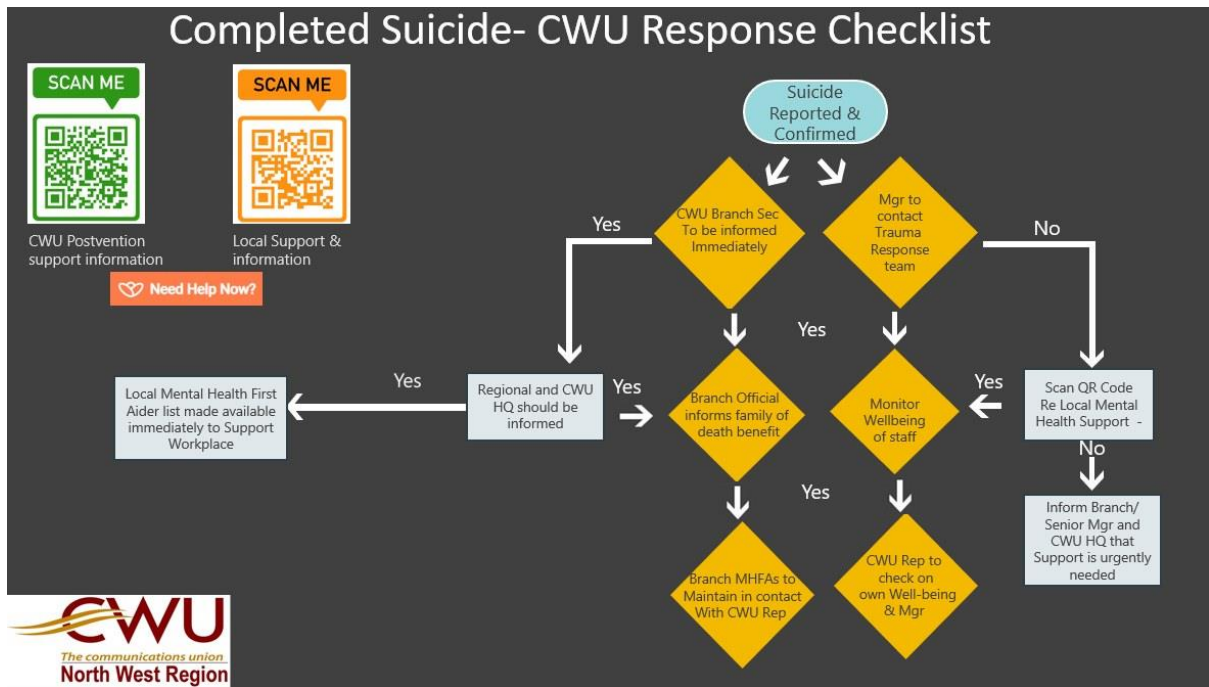 Completed Suicide- CWU Response Checklist
SCAN ME
SCAN ME
CWU Postvention
support information
Local Support &
information
Need Help Now?
Suicide
Reported &
Confirmed
CWU Branch Sec
To be informed
Immediately
Mgr to
contact
Trauma
Response
team
Yes
No
Yes
Local Mental Health First
Aider list made available
immediately to Support
Workplace
Yes
Regional and CWU
HQ should be
informed
Yes
Branch Official
informs family of
death benefit
Monitor
Wellbeing
of staff
Yes
Scan QR Code
Re Local Mental
Health Support -
No
Yes
Inform Branch/
Senior Mgr and
CWU HQ that
Support is urgently
needed
Branch MHFAs to
Maintain in contact
With CWU Rep
CWU Rep to
check on
own Well-being
& Mgr
CWU
The communications union
North West Region